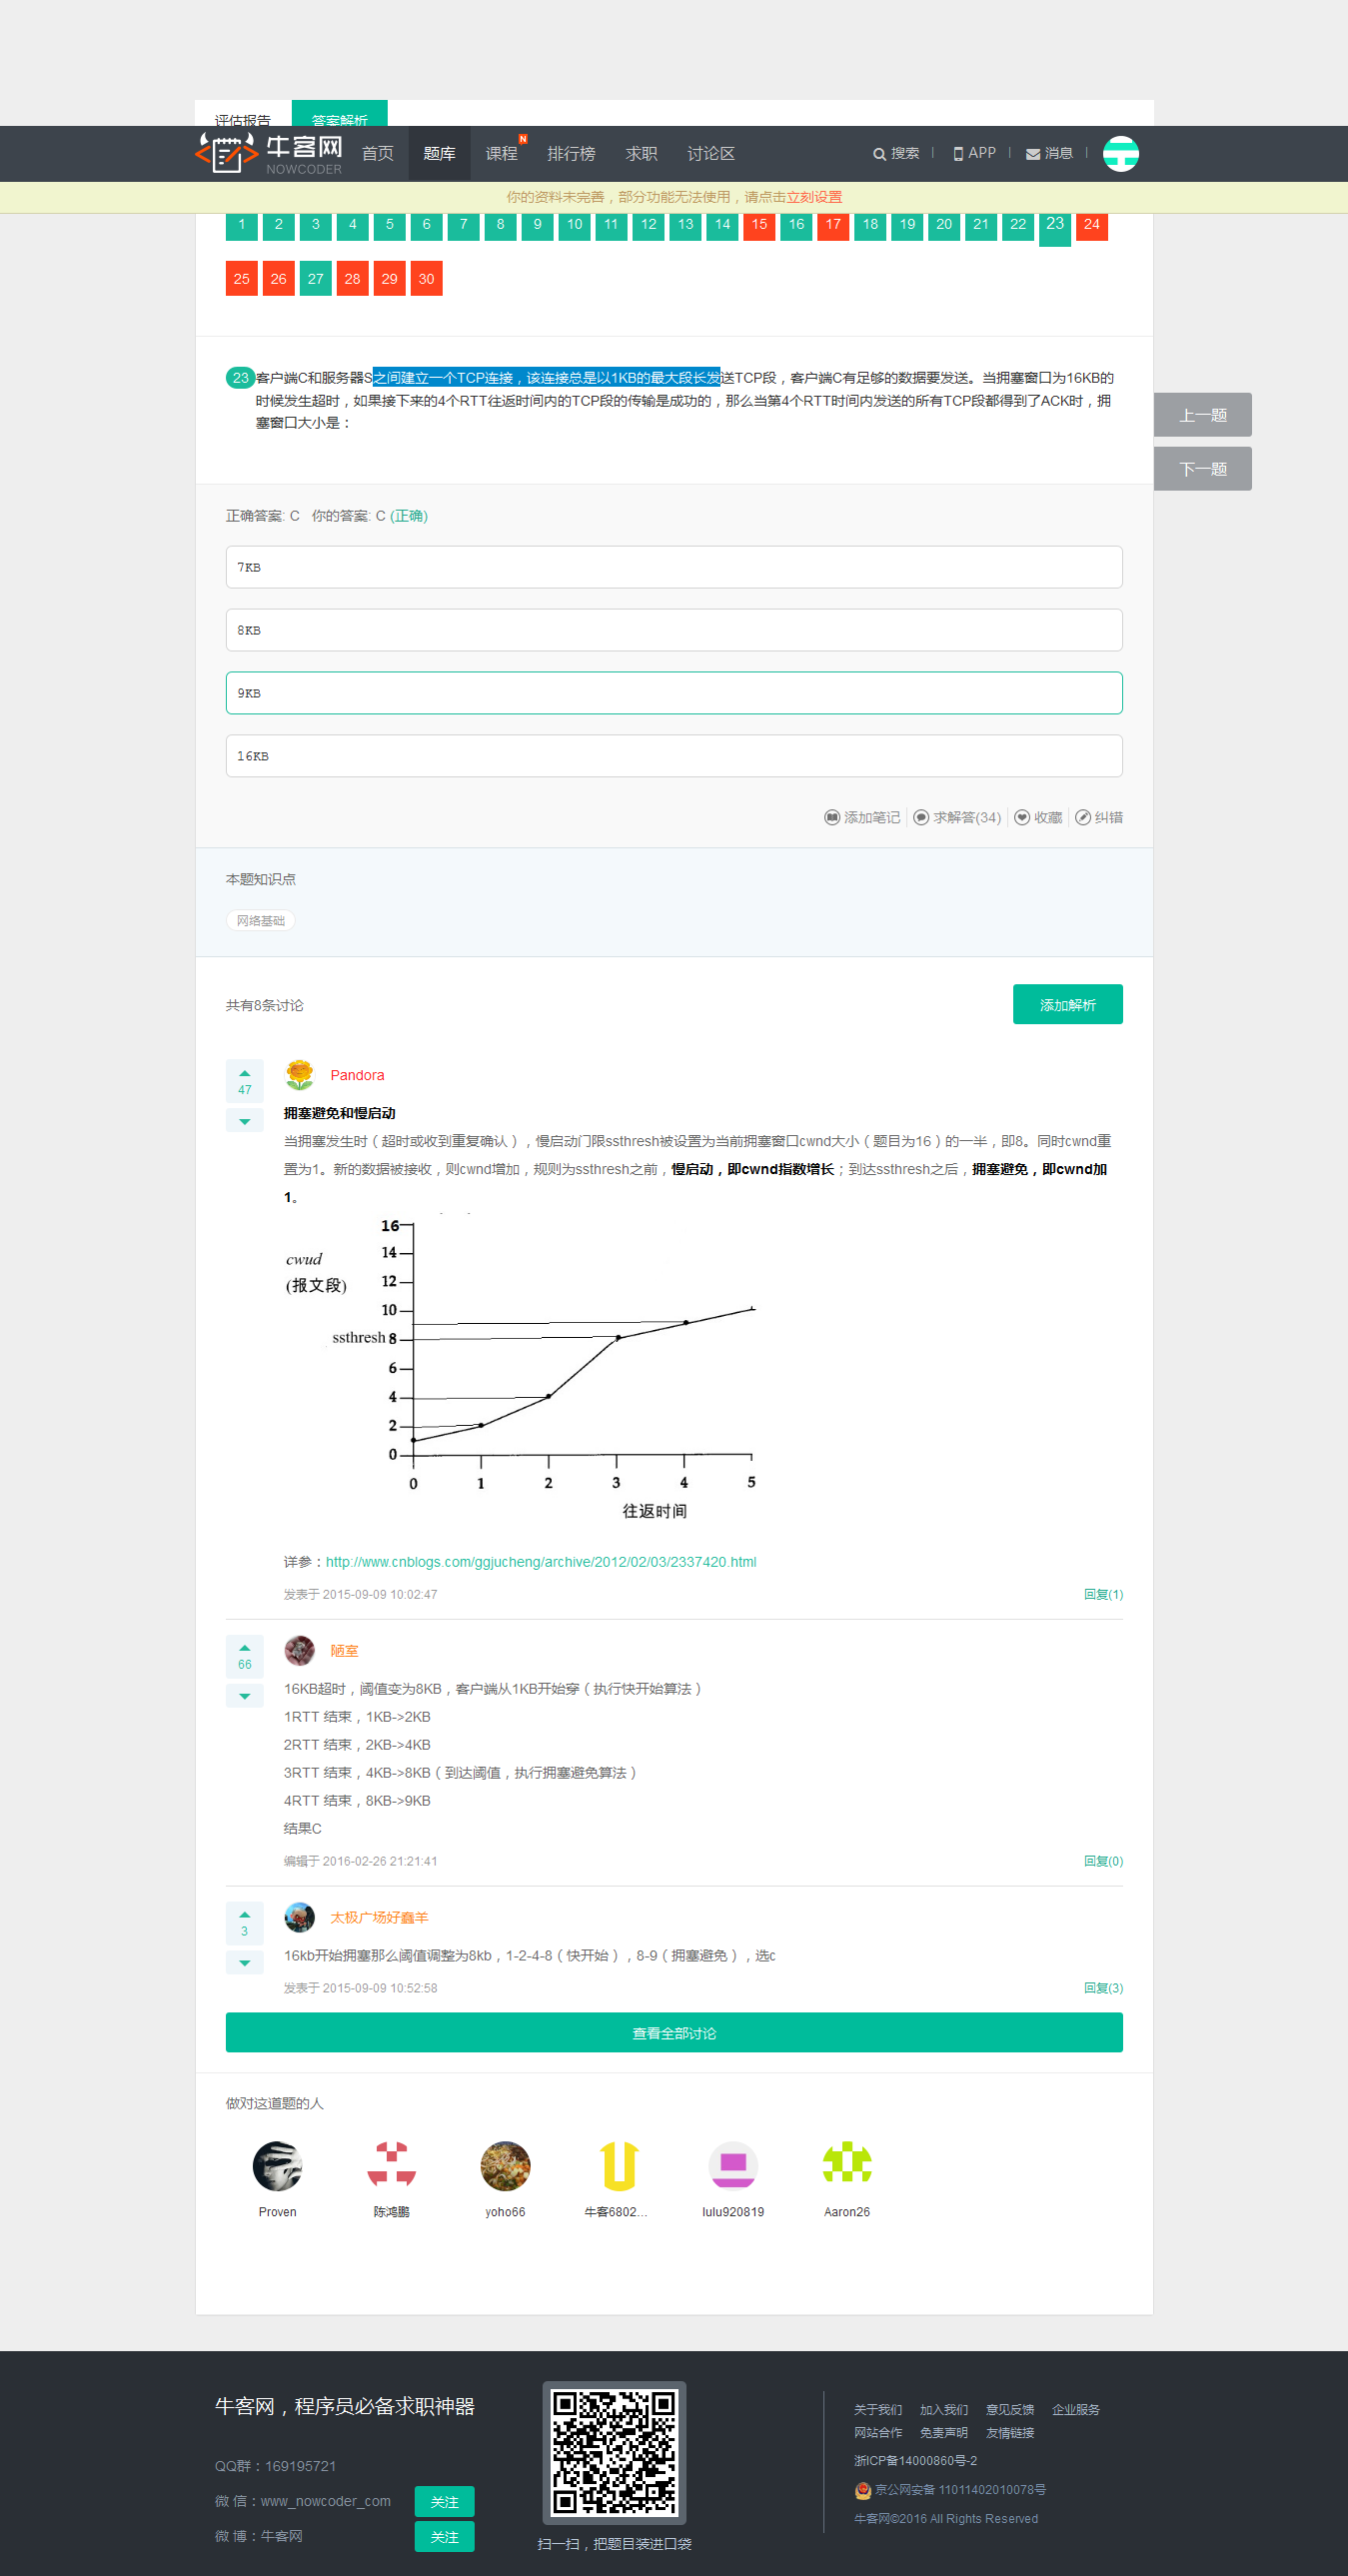 评估报告 答案解析
牛客网
NOWCODER
首页 题库 课程 N 排行榜 求职 讨论区 搜索 APP 消息
你的资料未完善，部分功能无法使用，请点击立刻设置
1 2 3 4 5 6 7 8 9 10 11 12 13 14 15 16 17 18 19 20 21 22 23 24
25 26 27 28 29 30
23 客户端C和服务器S之间建立一个TCP连接，该连接总是以1KB的最大段长发送TCP段，客户端C有足够的数据要发送。当拥塞窗口为16KB的
时候发生超时，如果接下来的4个RTT往返时间内的TCP段的传输是成功的，那么当第4个RTT时间内发送的所有TCP段都得到了ACK时，拥
塞窗口大小是：
上一题
下一题
正确答案: C 你的答案: C (正确)
7KB
8KB
9KB
16KB
添加笔记 求解答(34) 收藏 纠错
本题知识点
网络基础
共有8条讨论 添加解析
47
Pandora
拥塞避免和慢启动
当拥塞发生时（超时或收到重复确认），慢启动门限ssthresh被设置为当前拥塞窗口cwnd大小（题目为16）的一半，即8。同时cwnd重
置为1。新的数据被接收，则cwnd增加，规则为ssthresh之前，慢启动，即cwnd指数增长；到达ssthresh之后，拥塞避免，即cwnd加
1。
16
14
cwud
(报文段)
12
10
ssthresh 8
6
4
2
0
0 1 2 3 4 5
往返时间
详参：http://www.cnblogs.com/ggjucheng/archive/2012/02/03/2337420.html
发表于 2015-09-09 10:02:47 回复(1)
66
陋室
16KB超时，阈值变为8KB，客户端从1KB开始穿（执行快开始算法）
1RTT 结束，1KB->2KB
2RTT 结束，2KB->4KB
3RTT 结束，4KB->8KB（到达阈值，执行拥塞避免算法）
4RTT 结束，8KB->9KB
结果C
编辑于 2016-02-26 21:21:41 回复(0)
3
太极广场好蠢羊
16kb开始拥塞那么阈值调整为8kb，1-2-4-8（快开始），8-9（拥塞避免），选c
发表于 2015-09-09 10:52:58 回复(3)
查看全部讨论
做对这道题的人
Proven 陈鸿鹏 yoho66 牛客6802... lulu920819 Aaron26
牛客网，程序员必备求职神器
QQ群：169195721
微 信：www_nowcoder_com 关注
微 博：牛客网 关注
扫一扫，把题目装进口袋
关于我们 加入我们 意见反馈 企业服务
网站合作 免责声明 友情链接
浙ICP备14000860号-2
京公网安备 11011402010078号
牛客网©2016 All Rights Reserved